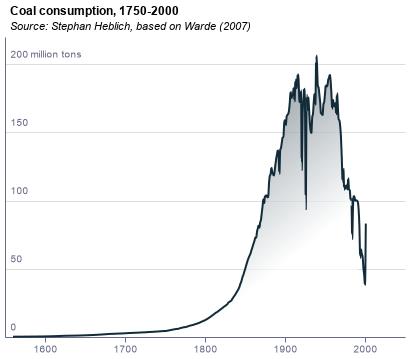 Coal consumption, 1750-2000
Source: Stephan Heblich, based on Warde (2007)
200 million tons
150
100
50
0
1600 1700 1800 1900 2000